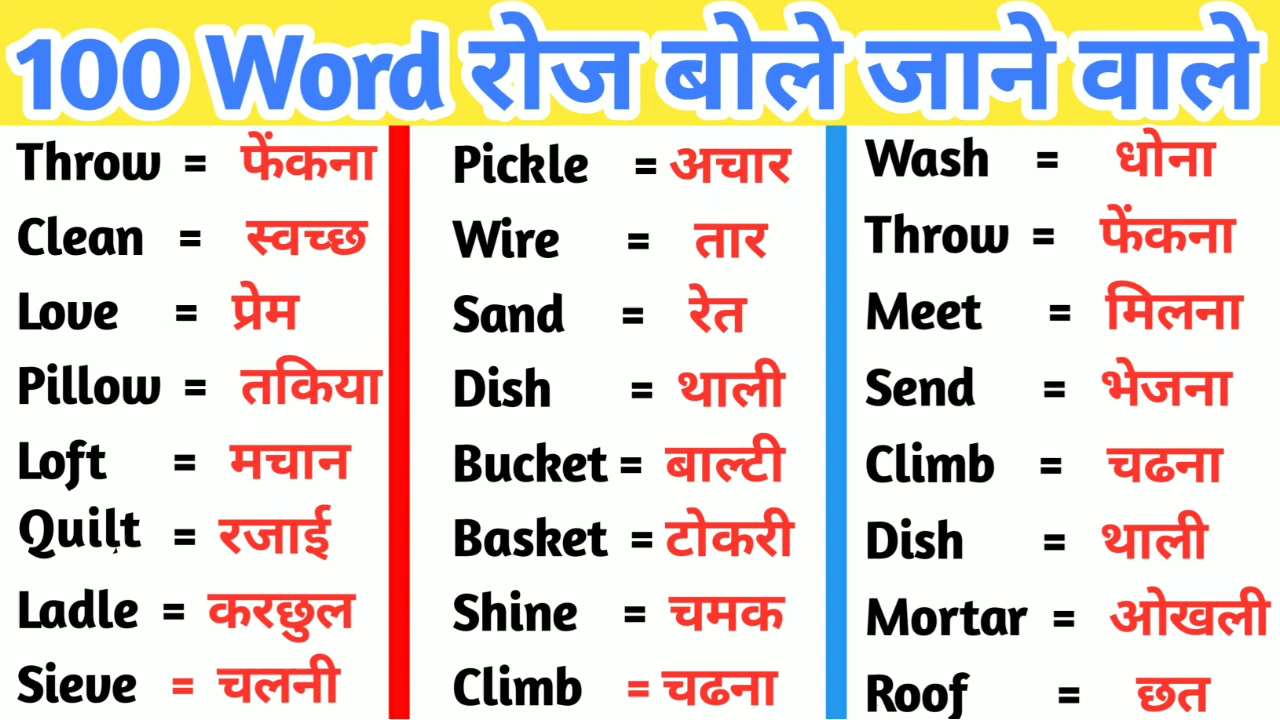 100 Word रोज बोले जाने वाले
Throw = फेंकना
Clean = स्वच्छ
Love = प्रेम
Pillow = तकिया
Loft = मचान
Quilt = रजाई
Ladle = करछुल
Sieve = चलनी
Pickle = अचार
Wire = तार
Sand = रेत
Dish = थाली
Bucket = बाल्टी
Basket = टोकरी
Shine = चमक
Climb = चढना
Wash = धोना
Throw = फेंकना
Meet = मिलना
Send = भेजना
Climb = चढना
Dish = थाली
Mortar = ओखली
Roof = छत